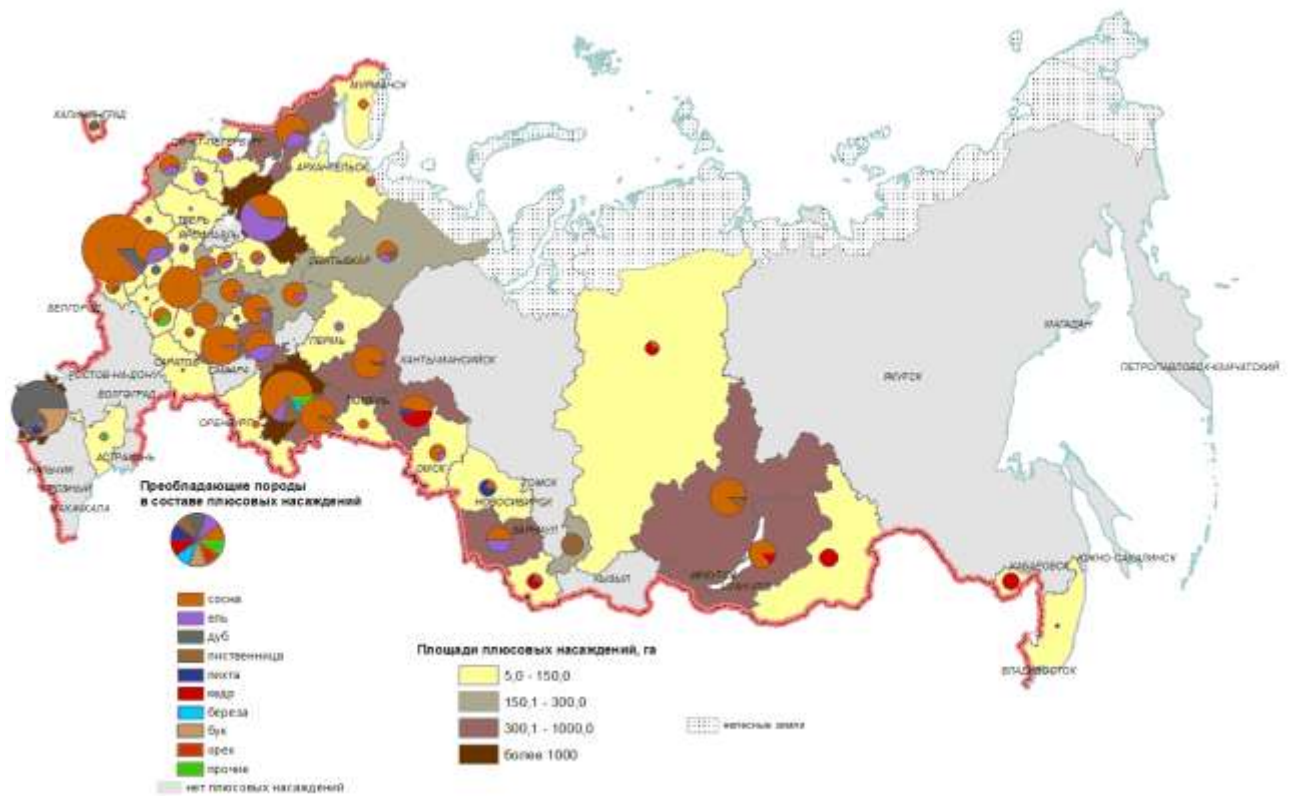 МУРМАНСК
КАЛИНИНГРАД
САНКТ-ПЕТЕРБУРГ
АРХАНГЕЛЬСК
ТВЕРЬ
ЯРОСЛАВЛЬ
СЫКТЫВКАР
БЕЛГОРОД
ПЕРМЬ
ХАНТЫ-МАНСИЙСК
МАГАДАН
ПЕТРОПАВЛОВСК-КАМЧАТСКИЙ
ЯКУТСК
САРАТОВ
САМАРА
РОСТОВ-НА-ДОНУ
ВОЛГОГРАД
ТЮМЕНЬ
ОРЕНБУРГ
АСТРАХАНЬ
ОМСК
НАЛЬЧИК
ГРОЗНЫЙ
МАХАЧКАЛА
ТОМСК
НОВОСИБИРСК
БАРНАУЛ
КЫЗЫЛ
ИРКУТСК
ХАБАРОВСК
ЮЖНО-САХАЛИНСК
ВЛАДИВОСТОК
Преобладающие породы
в составе плюсовых насаждений
сосна
ель
дуб
лиственница
пихта
кедр
береза
бук
орех
прочие
нет плюсовых насаждений
Площади плюсовых насаждений, га
5,0 - 150,0
150,1 - 300,0
300,1 - 1000,0
более 1000
нелесные земли